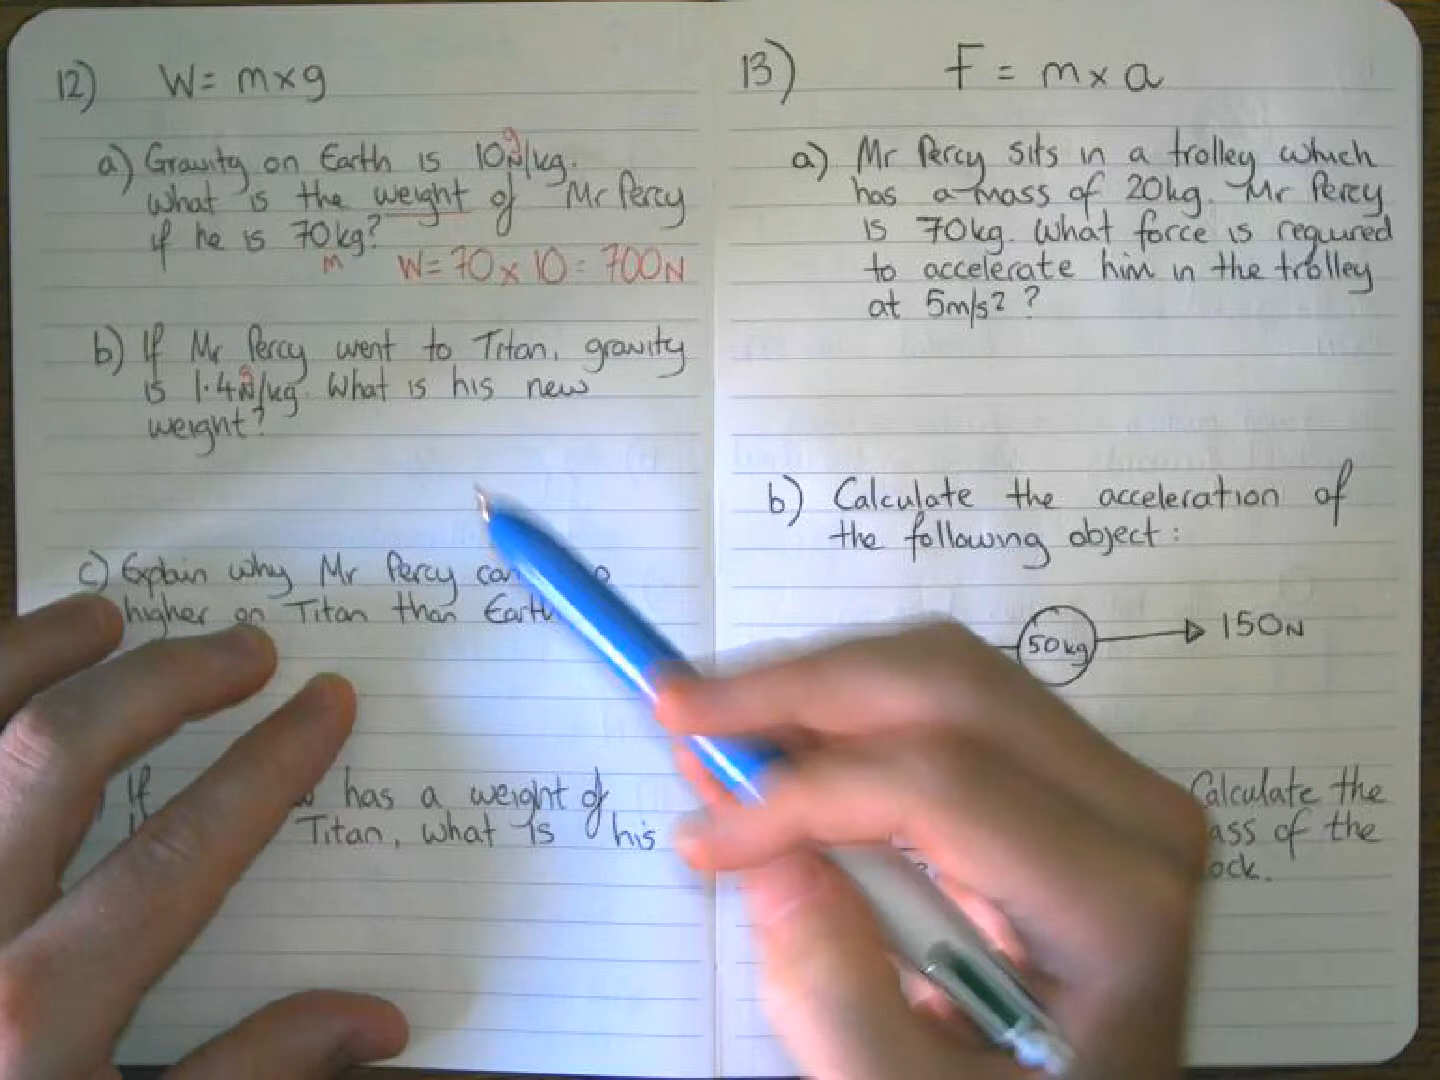 12) W = m x g
a) Gravity on Earth is 10N/kg.
g
What is the weight of Mr Percy
if he is 70kg?
m
W = 70 x 10 = 700N
b) If Mr Percy went to Titan, gravity
g
is 1.4N/kg. What is his new
weight?
c) Explain why Mr Percy can
higher on Titan than Earth
If has a weight of
Titan, what is his
13) F = m x a
a) Mr Percy sits in a trolley which
has a mass of 20kg. Mr Percy
is 70kg. What force is required
to accelerate him in the trolley
at 5m/s² ?
b) Calculate the acceleration of
the following object:
50kg
150N
Calculate the
of the